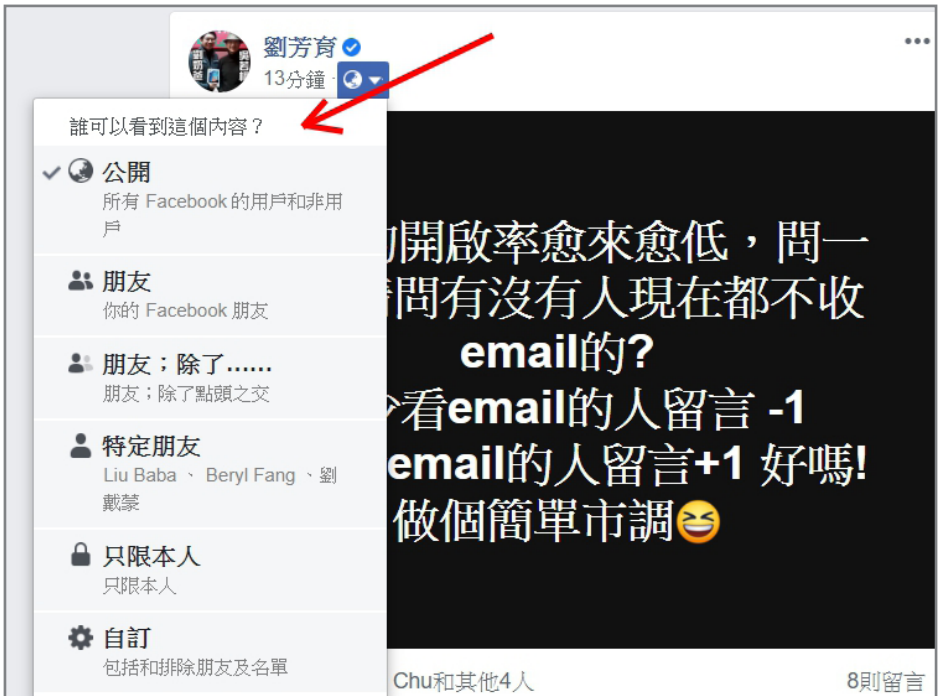 劉芳育
13分鐘 ·
誰可以看到這個內容？
公開
所有 Facebook 的用戶和非用
戶
朋友
你的 Facebook 朋友
朋友；除了......
朋友；除了點頭之交
特定朋友
Liu Baba 、 Beryl Fang 、劉
戴蒙
只限本人
只限本人
自訂
包括和排除朋友及名單
開啟率愈來愈低，問一
問有沒有人現在都不收
email的?
看email的人留言 -1
email的人留言+1 好嗎!
做個簡單市調😆
Chu和其他4人
8則留言